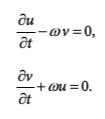 ∂u/∂t − ωv = 0,
∂v/∂t + ωu = 0.